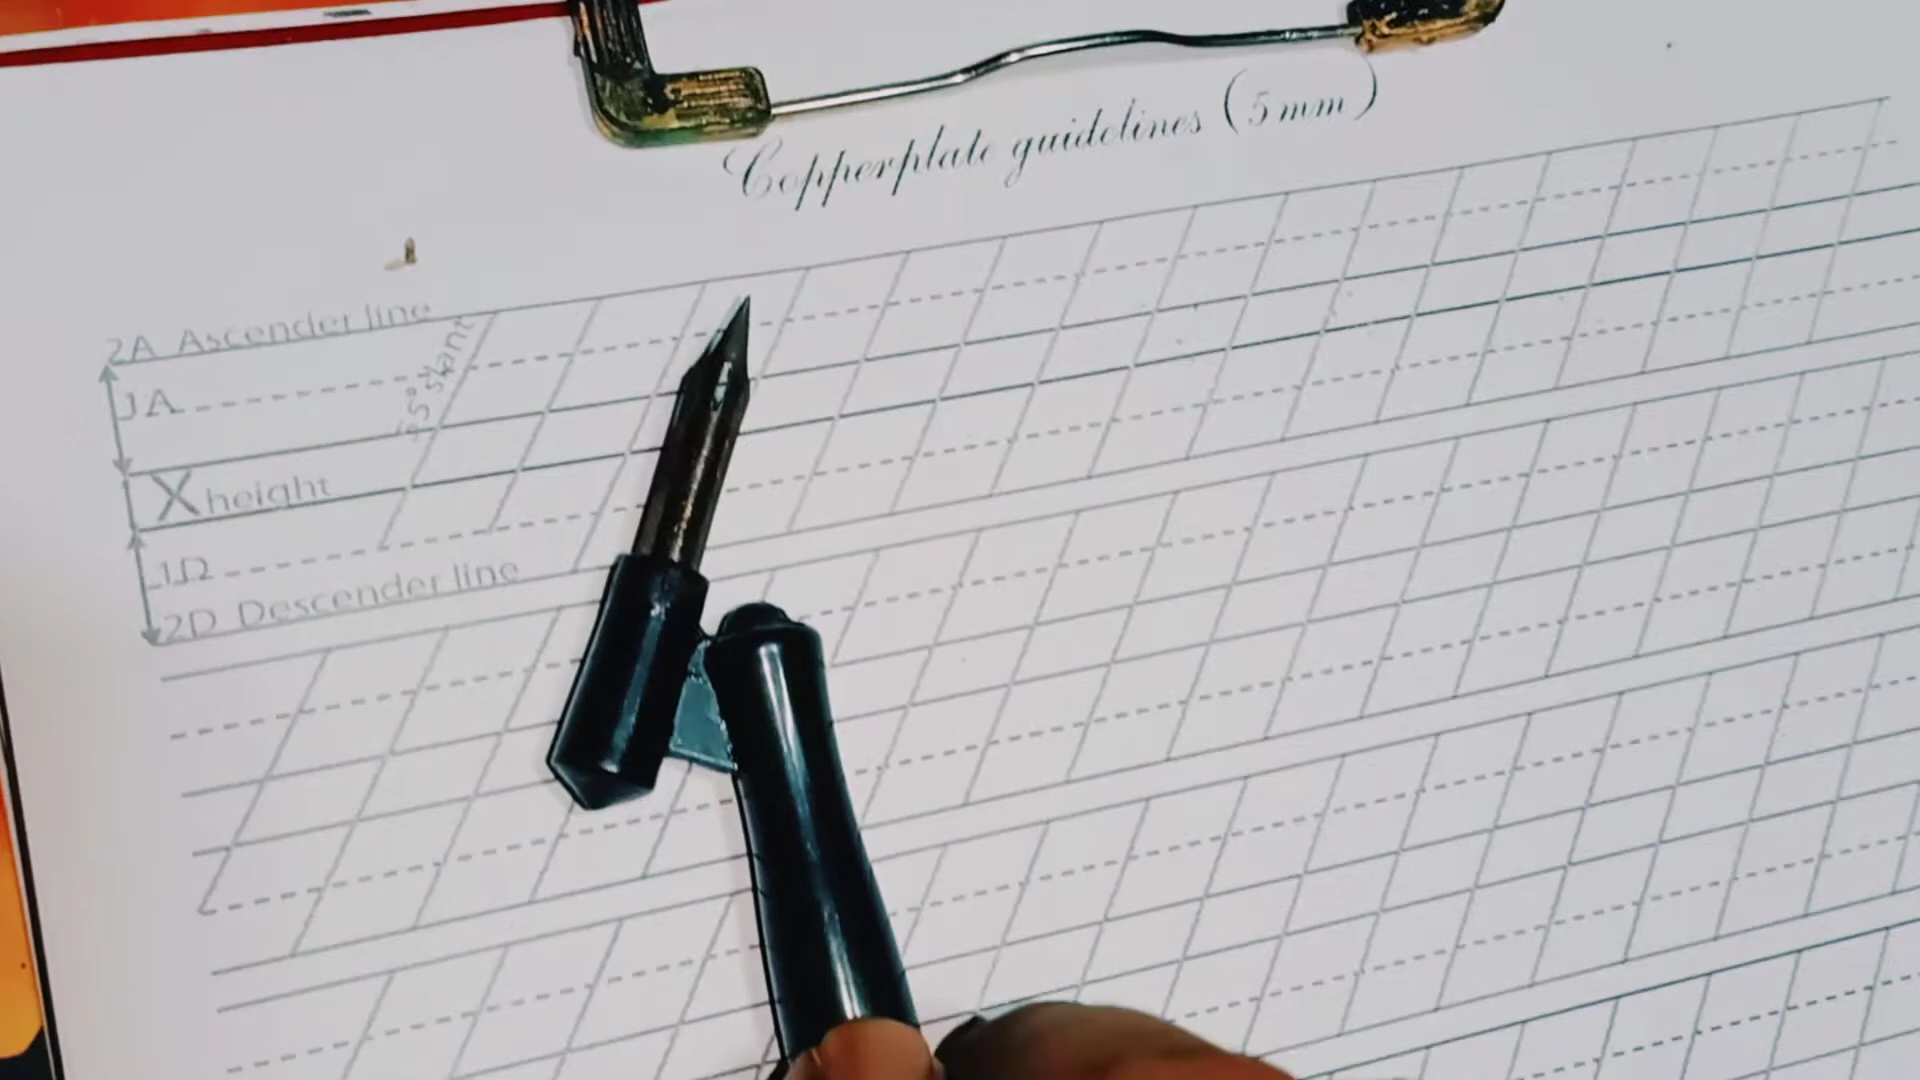 Copperplate guidelines (5mm)
2A Ascender line
1A
55° slant
X height
1D
2D Descender line